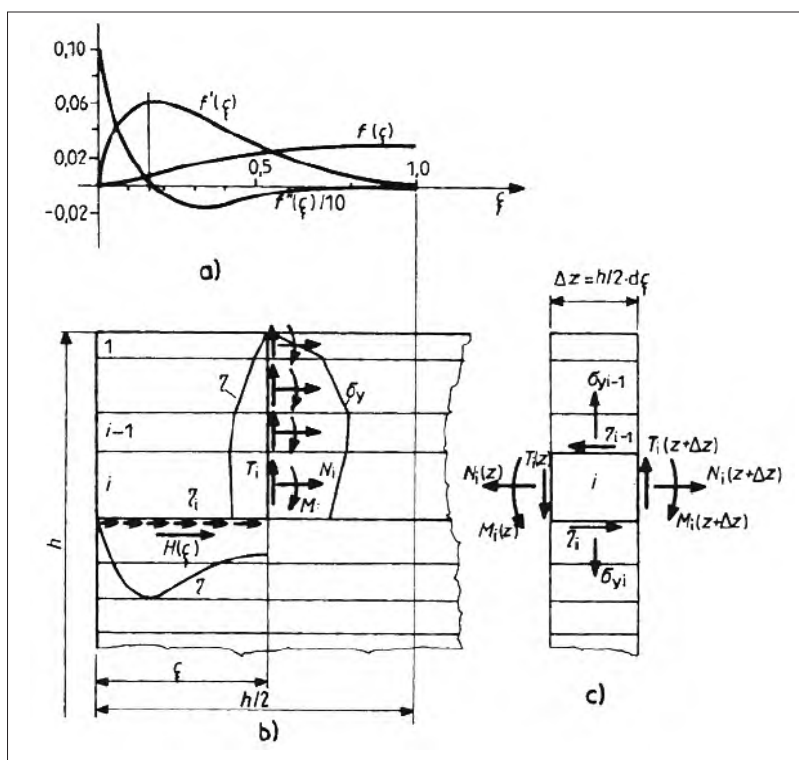 0,10
0,06
0,02
-0,02
f'(ξ)
f(ξ)
0,5
1,0
f"(ξ)/10
ξ
a)
Δz=h/2·dξ
1
i-1
i
h
τ
σy
Ti
Ni
M
τi
H(ξ)
τ
ξ
h/2
b)
σyi-1
τi-1
Ti(z)
Ti(z+Δz)
Ni(z)
i
Ni(z+Δz)
Mi(z)
τi
Mi(z+Δz)
σyi
c)